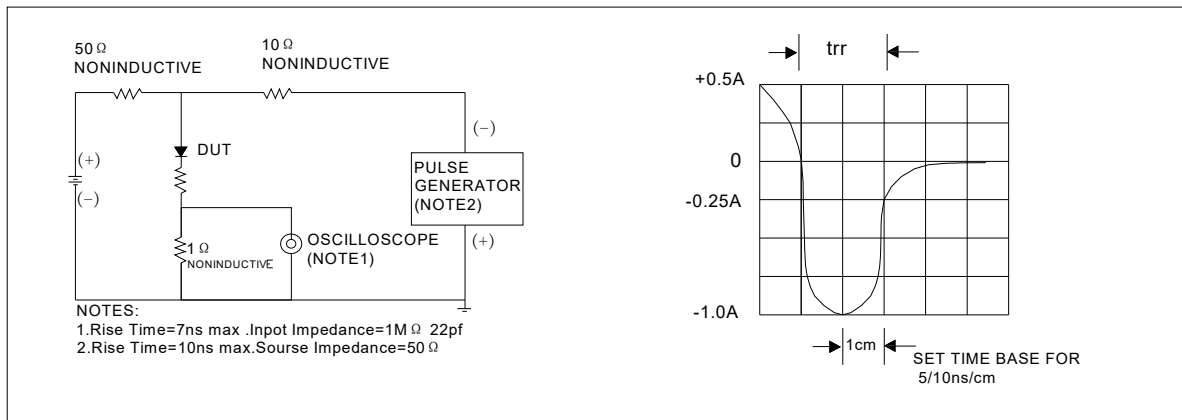 50Ω
NONINDUCTIVE
10Ω
NONINDUCTIVE
(+)
(−)
DUT
1Ω
NONINDUCTIVE
OSCILLOSCOPE
(NOTE1)
(−)
PULSE
GENERATOR
(NOTE2)
(+)
NOTES:
1.Rise Time=7ns max .Inpot Impedance=1MΩ 22pf
2.Rise Time=10ns max.Sourse Impedance=50Ω
trr
+0.5A
0
-0.25A
-1.0A
1cm
SET TIME BASE FOR
5/10ns/cm